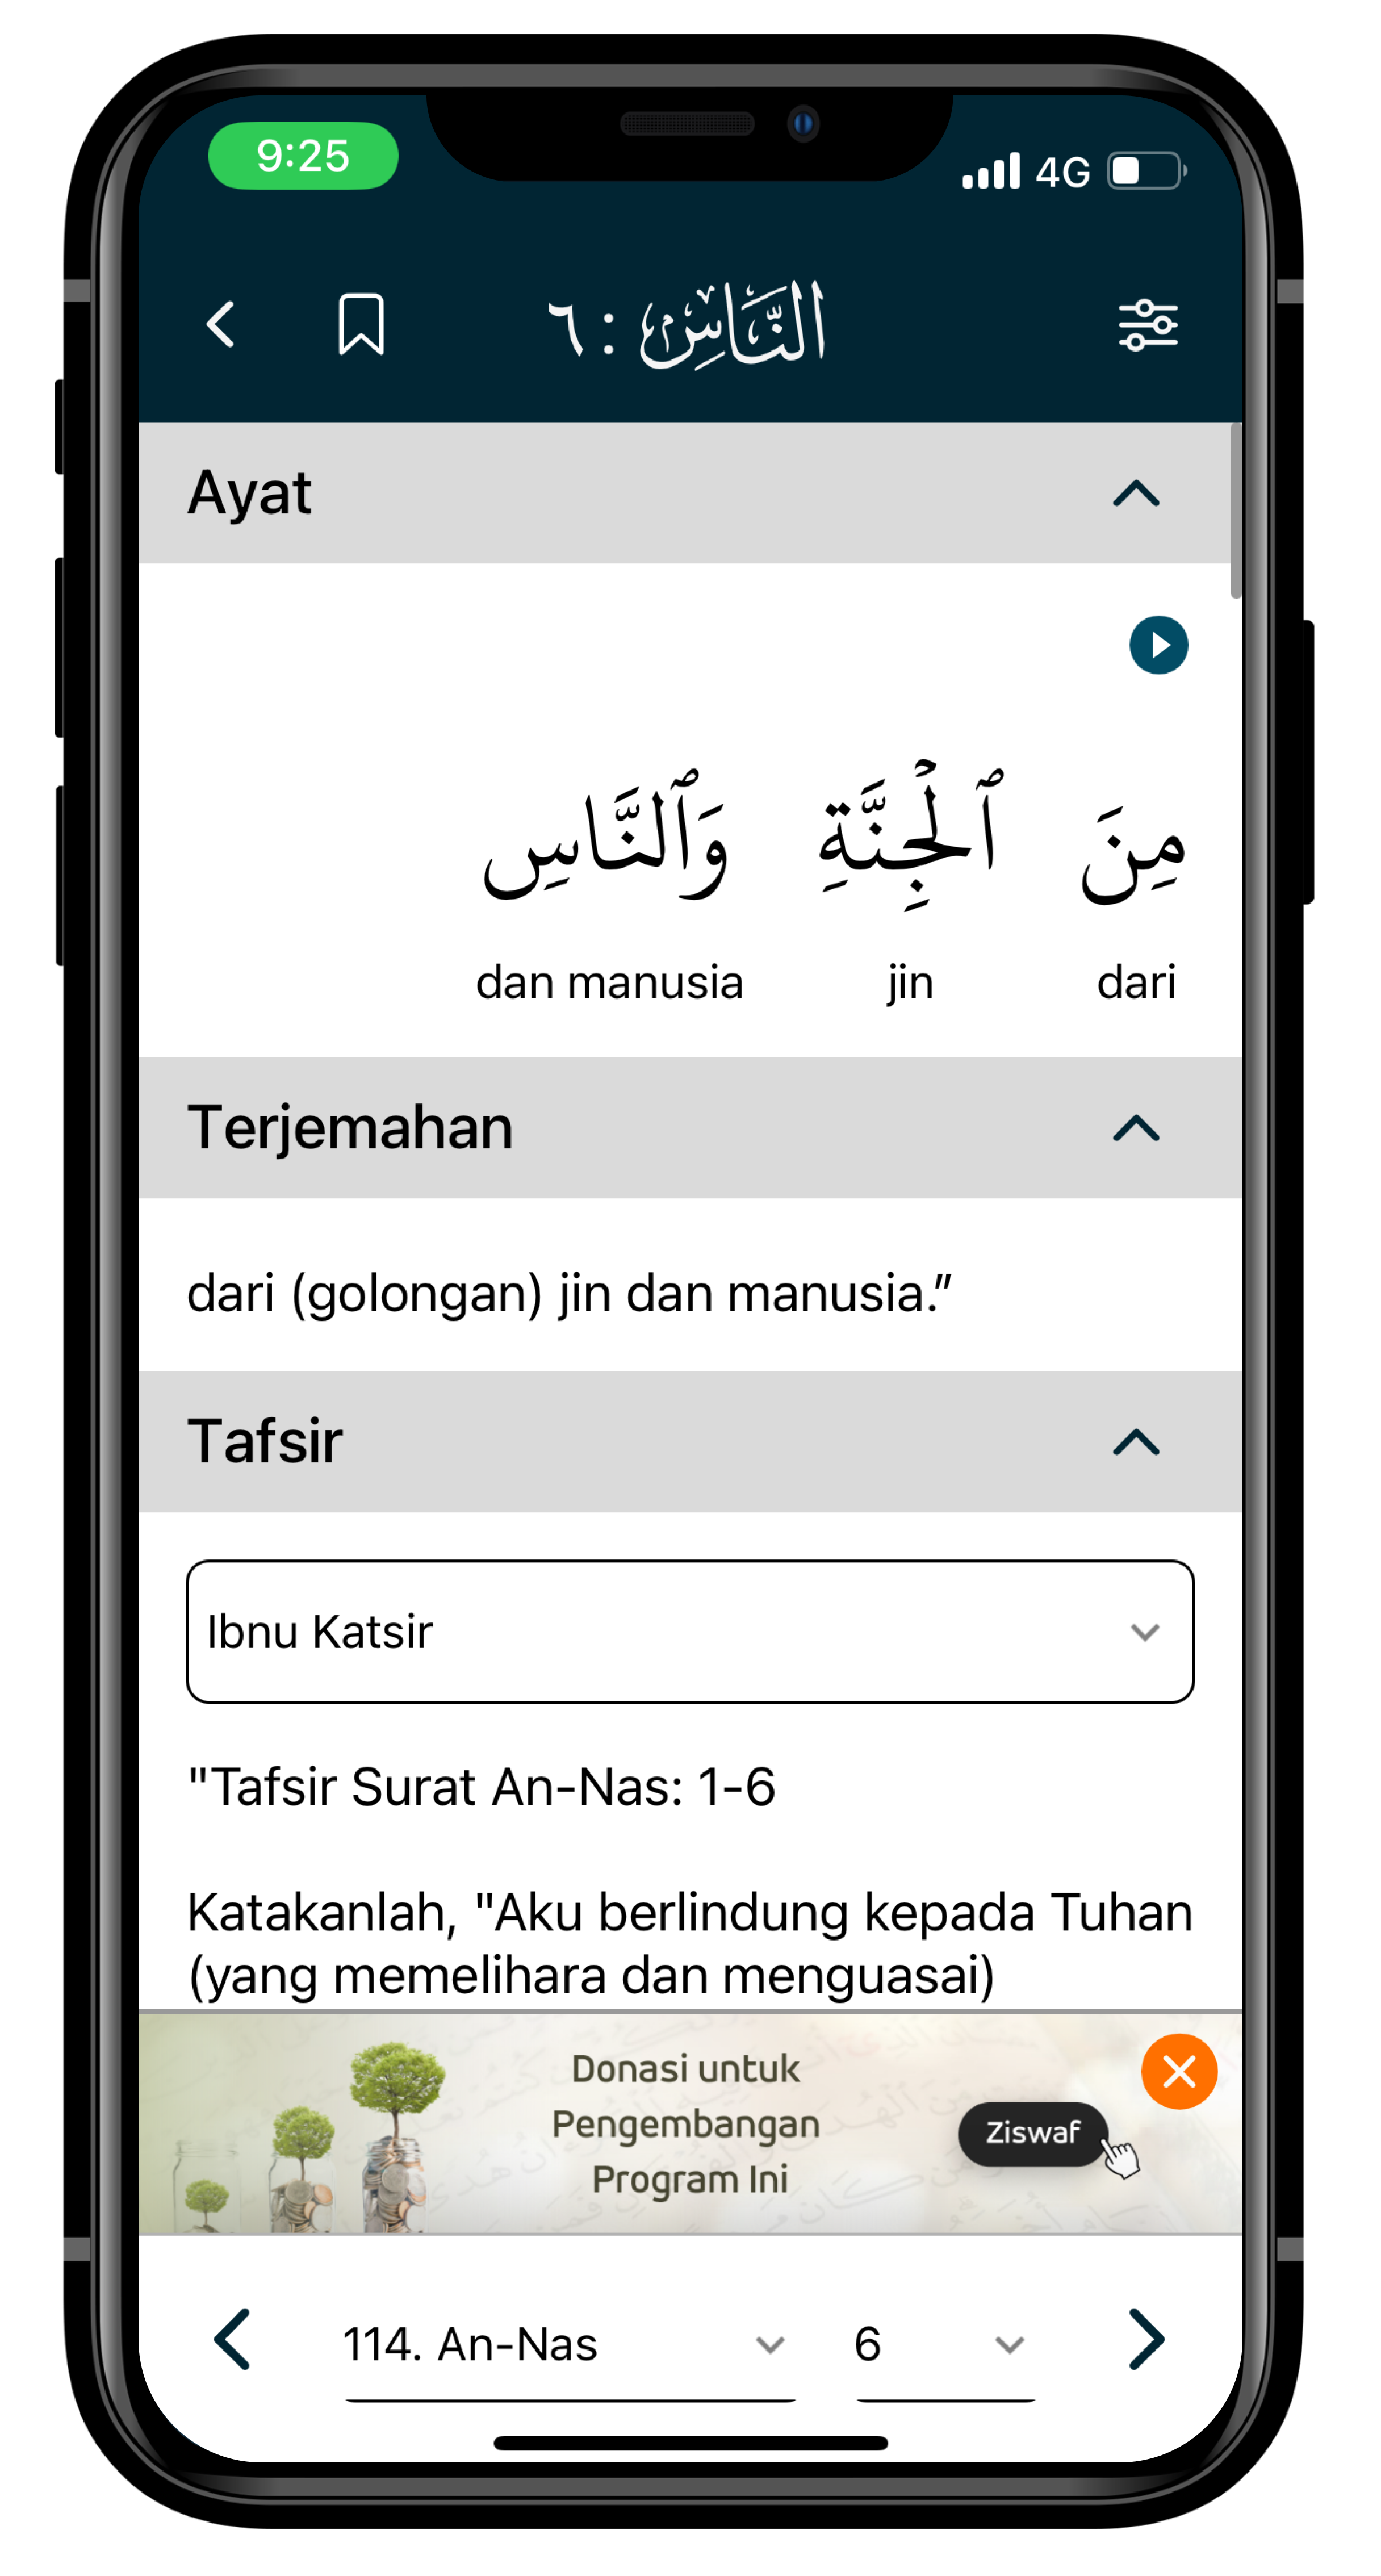 9:25 4G
النَّاسِ : ٦
Ayat
مِنَ ٱلْجِنَّةِ وَٱلنَّاسِ
dari jin dan manusia
Terjemahan
dari (golongan) jin dan manusia.”
Tafsir
Ibnu Katsir
"Tafsir Surat An-Nas: 1-6
Katakanlah, "Aku berlindung kepada Tuhan
(yang memelihara dan menguasai)
Donasi untuk
Pengembangan
Program Ini
Ziswaf
114. An-Nas 6